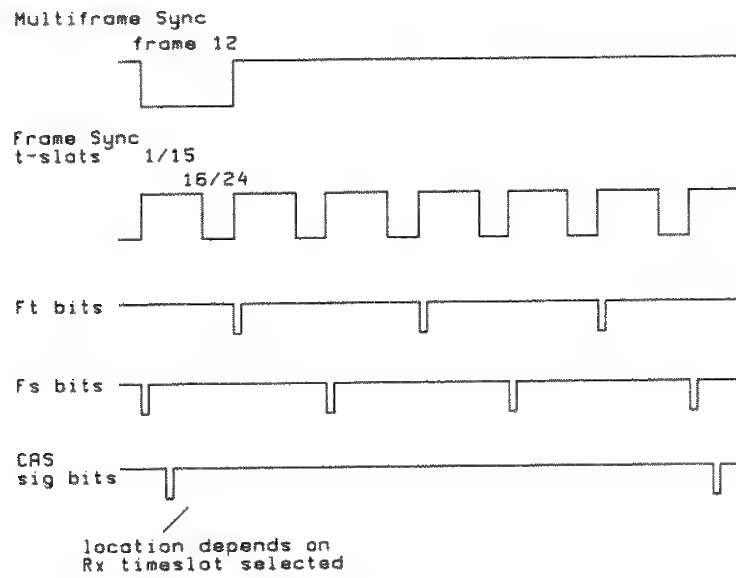 Multiframe Sync
frame 12
Frame Sync
t-slots 1/15
16/24
Ft bits
Fs bits
CAS
sig bits
location depends on
Rx timeslot selected